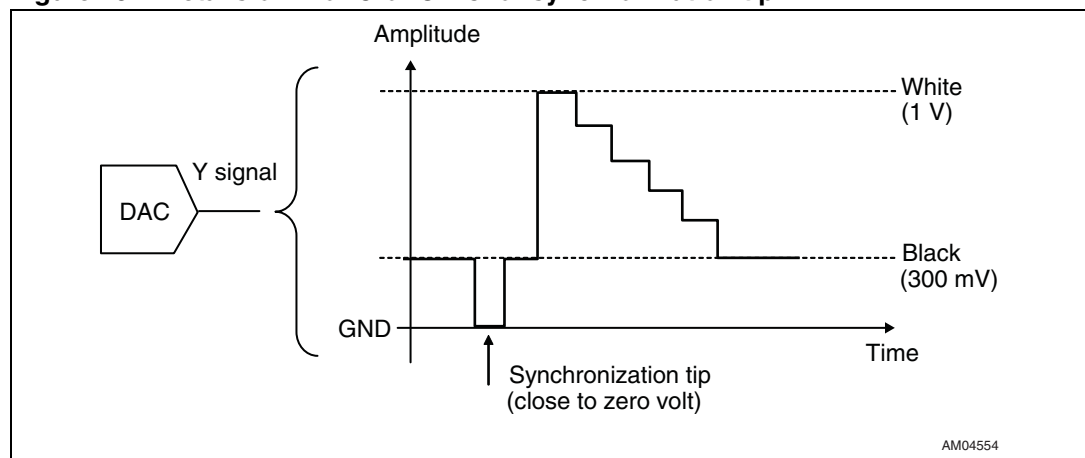 Amplitude
White
(1 V)
Y signal
DAC
Black
(300 mV)
GND
Time
Synchronization tip
(close to zero volt)
AM04554